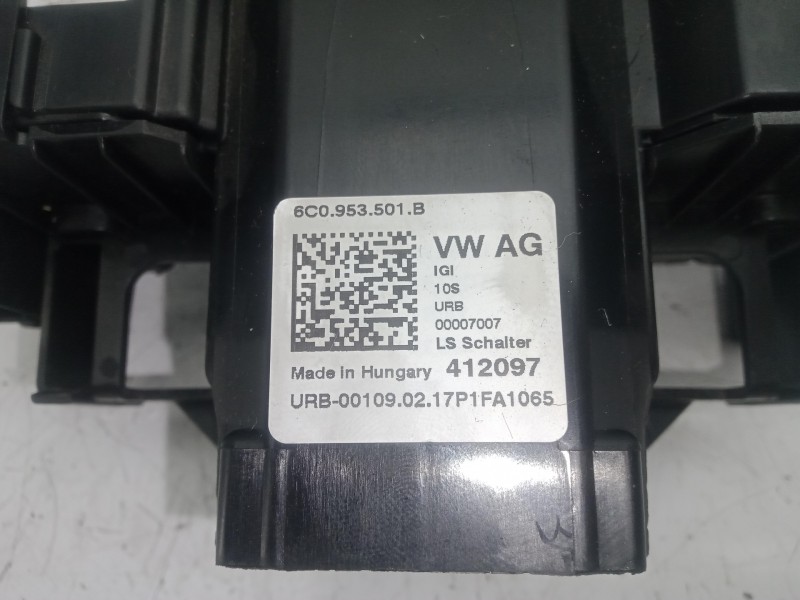 6C0.953.501.B
VW AG
IGI
10S
URB
00007007
LS Schalter
Made in Hungary 412097
URB-00109.02.17P1FA1065